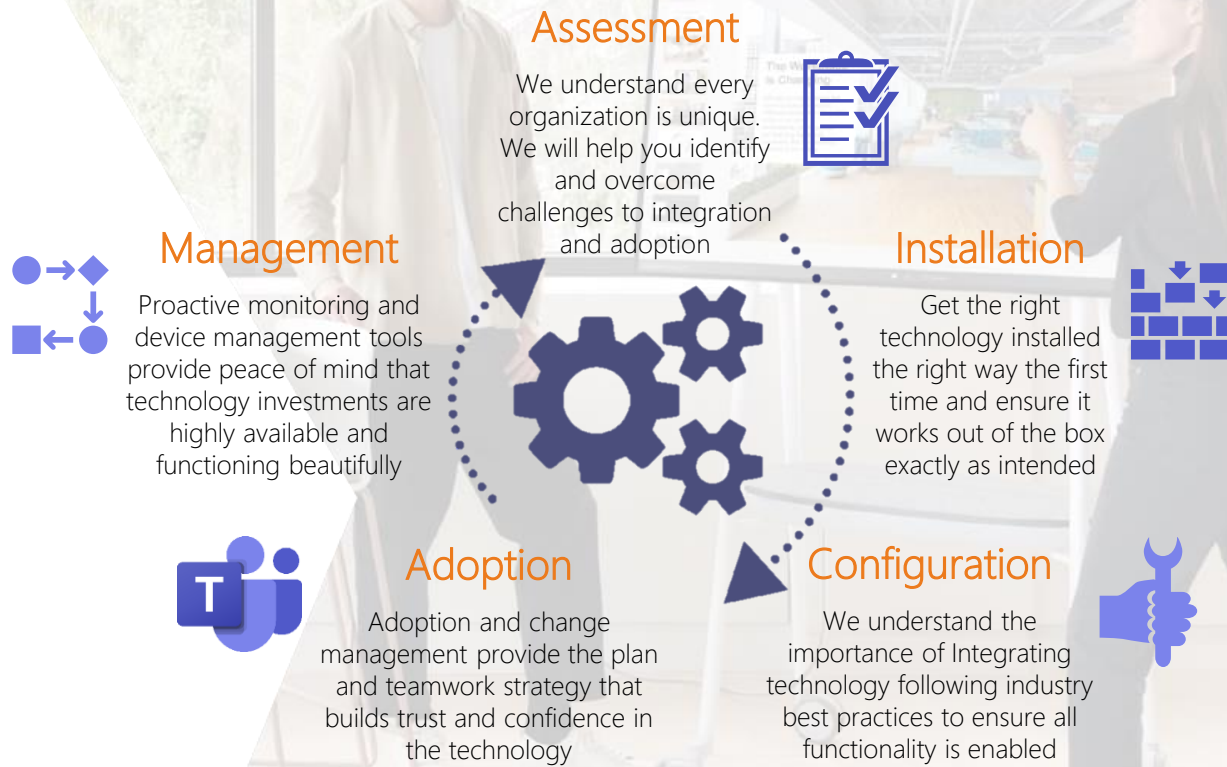 Assessment
We understand every
organization is unique.
We will help you identify
and overcome
challenges to integration
and adoption
Management
Proactive monitoring and
device management tools
provide peace of mind that
technology investments are
highly available and
functioning beautifully
Installation
Get the right
technology installed
the right way the first
time and ensure it
works out of the box
exactly as intended
T
Adoption
Adoption and change
management provide the plan
and teamwork strategy that
builds trust and confidence in
the technology
Configuration
We understand the
importance of Integrating
technology following industry
best practices to ensure all
functionality is enabled